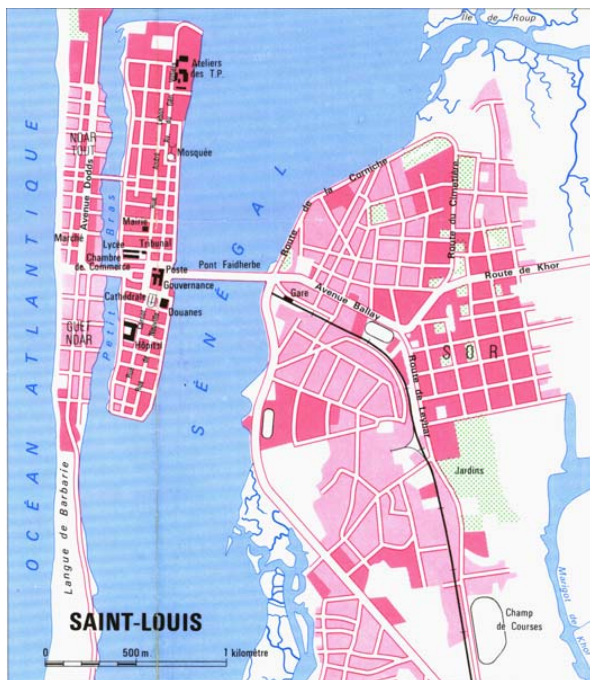 Ile de Roup
Ateliers
des T.P.
NDAR
TOUT
Avenue Dodds
Mosquée
Route de la Corniche
Route du Cimetière
Mairie
Marché
Lycée
Tribunal
Chambre
de Commerce
Petit Bras
Poste
Pont Faidherbe
Gouvernance
Cathédrale
Douanes
Gare
Avenue Ballay
Route de Khor
GUET
NDAR
Hôpital
SOR
Route de Leybar
OCÉAN ATLANTIQUE
SÉNÉGAL
Jardins
Langue de Barbarie
Marigot de Khor
Champ
de Courses
SAINT-LOUIS
0 500 m 1 kilomètre